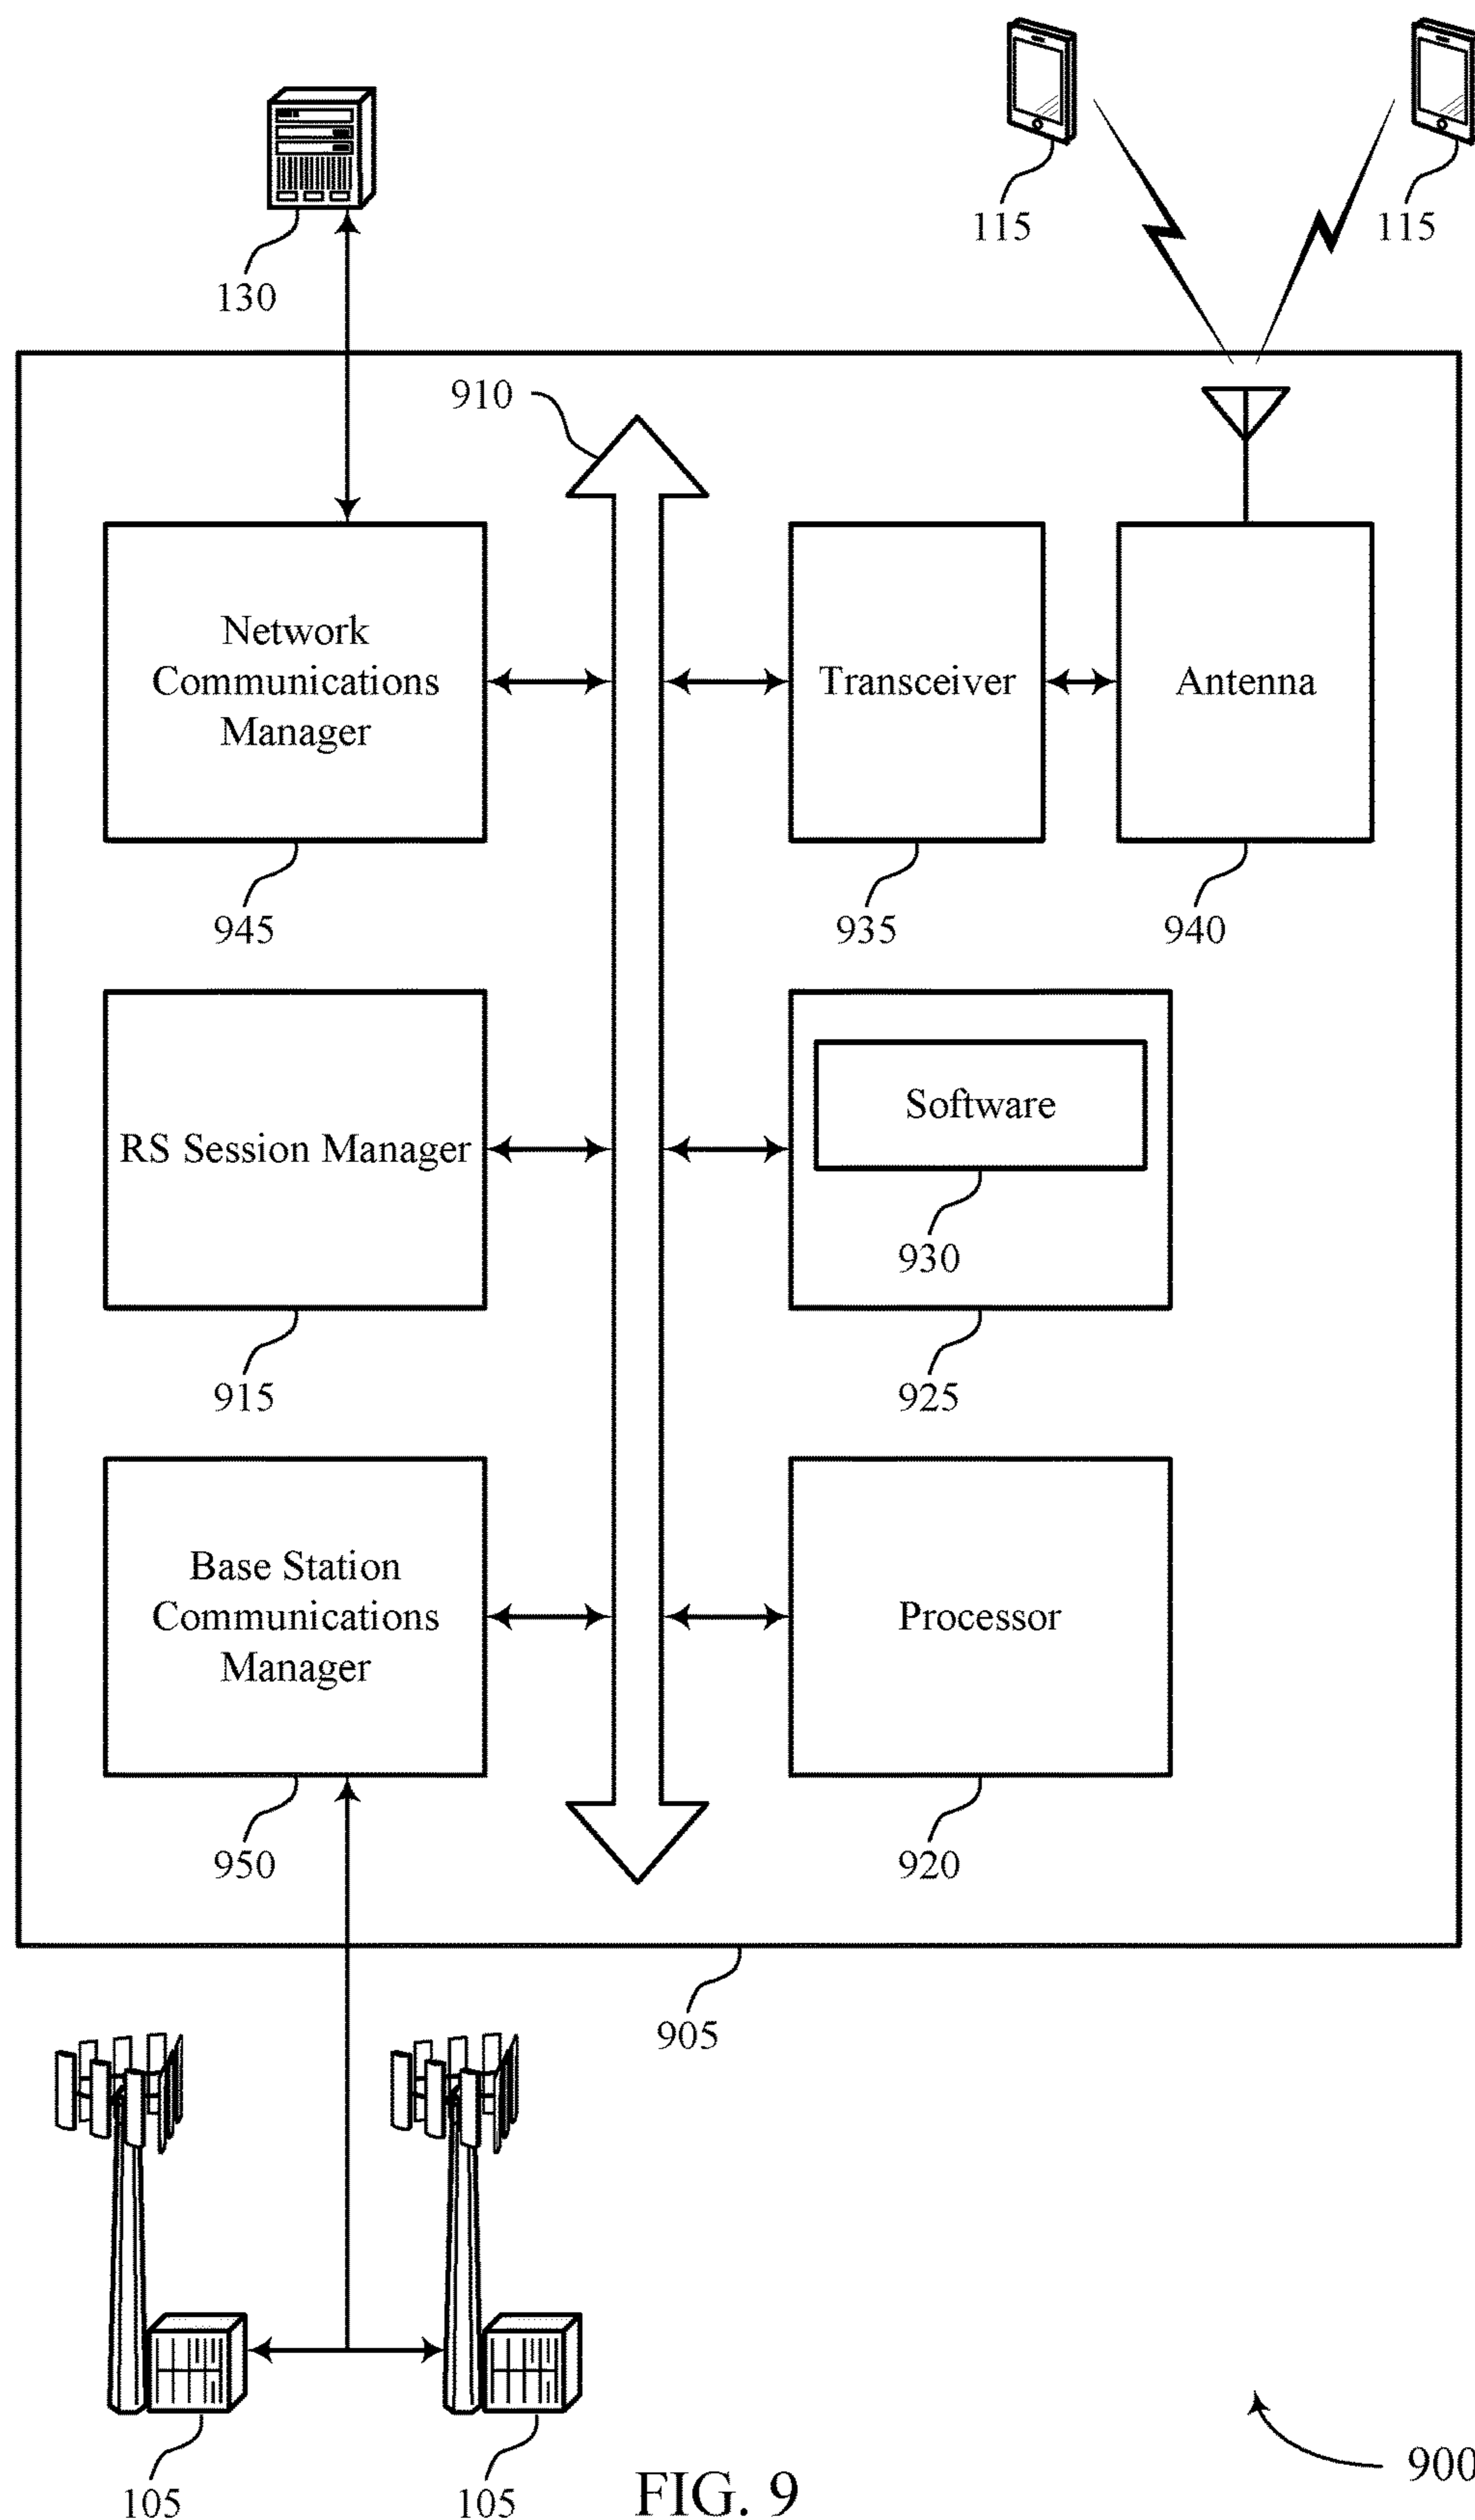 115
115
130
910
Network
Communications
Manager
Transceiver
Antenna
945
935
940
RS Session Manager
Software
930
915
925
Base Station
Communications
Manager
Processor
950
920
905
900
105
105
FIG. 9